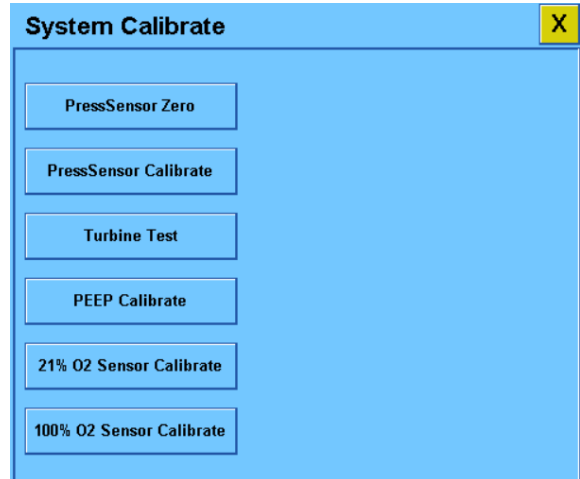 System Calibrate
X
PressSensor Zero
PressSensor Calibrate
Turbine Test
PEEP Calibrate
21% O2 Sensor Calibrate
100% O2 Sensor Calibrate